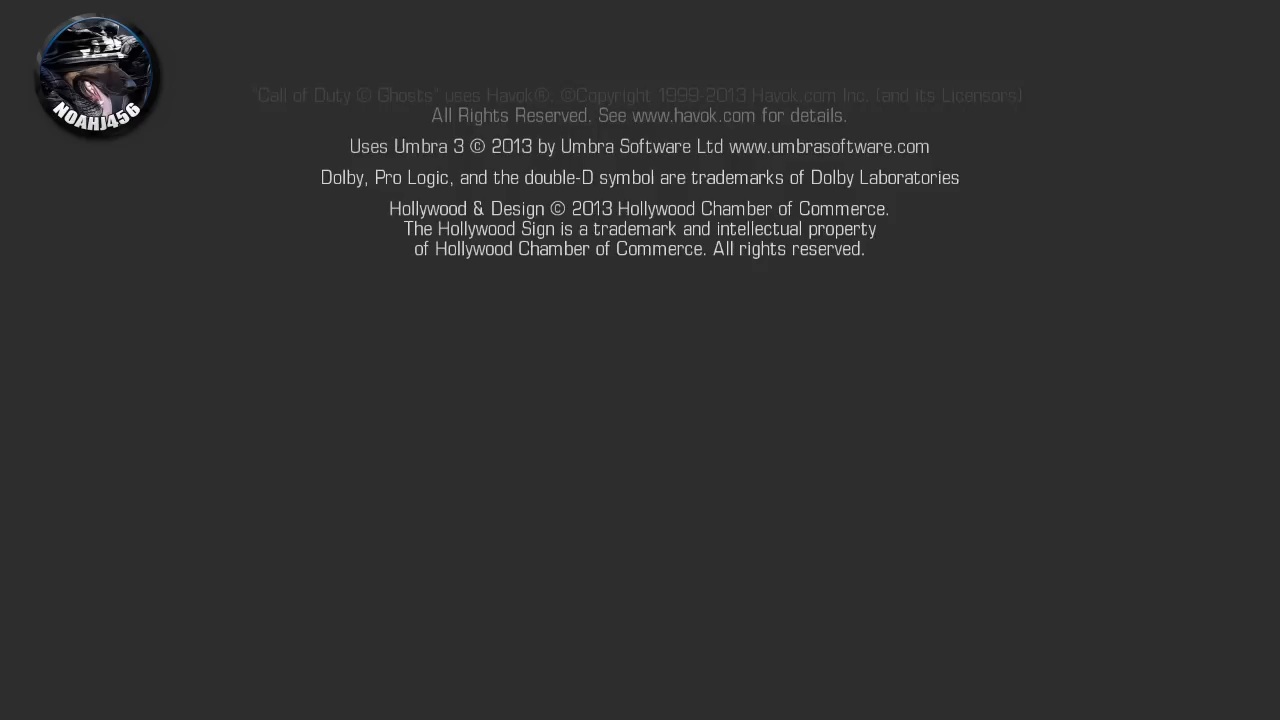 NOAHJ456
"Call of Duty © Ghosts" uses Havok®. ©Copyright 1999-2013 Havok.com Inc. (and its Licensors)
All Rights Reserved. See www.havok.com for details.
Uses Umbra 3 © 2013 by Umbra Software Ltd www.umbrasoftware.com
Dolby, Pro Logic, and the double-D symbol are trademarks of Dolby Laboratories
Hollywood & Design © 2013 Hollywood Chamber of Commerce.
The Hollywood Sign is a trademark and intellectual property
of Hollywood Chamber of Commerce. All rights reserved.